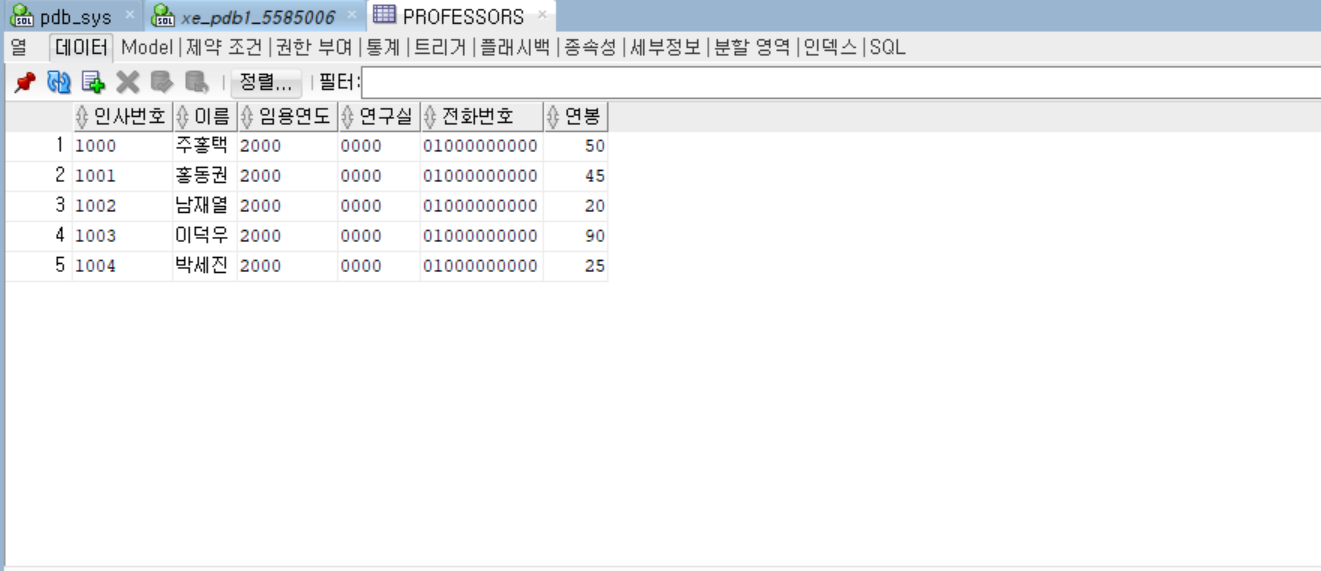 pdb_sys xe_pdb1_5585006 PROFESSORS
열 데이터 Model|제약 조건|권한 부여|통계|트리거|플래시백|종속성|세부정보|분할 영역|인덱스|SQL
정렬... 필터:
인사번호 이름 임용연도 연구실 전화번호 연봉
1 1000 주홍택 2000 0000 01000000000 50
2 1001 홍동권 2000 0000 01000000000 45
3 1002 남재열 2000 0000 01000000000 20
4 1003 이덕우 2000 0000 01000000000 90
5 1004 박세진 2000 0000 01000000000 25